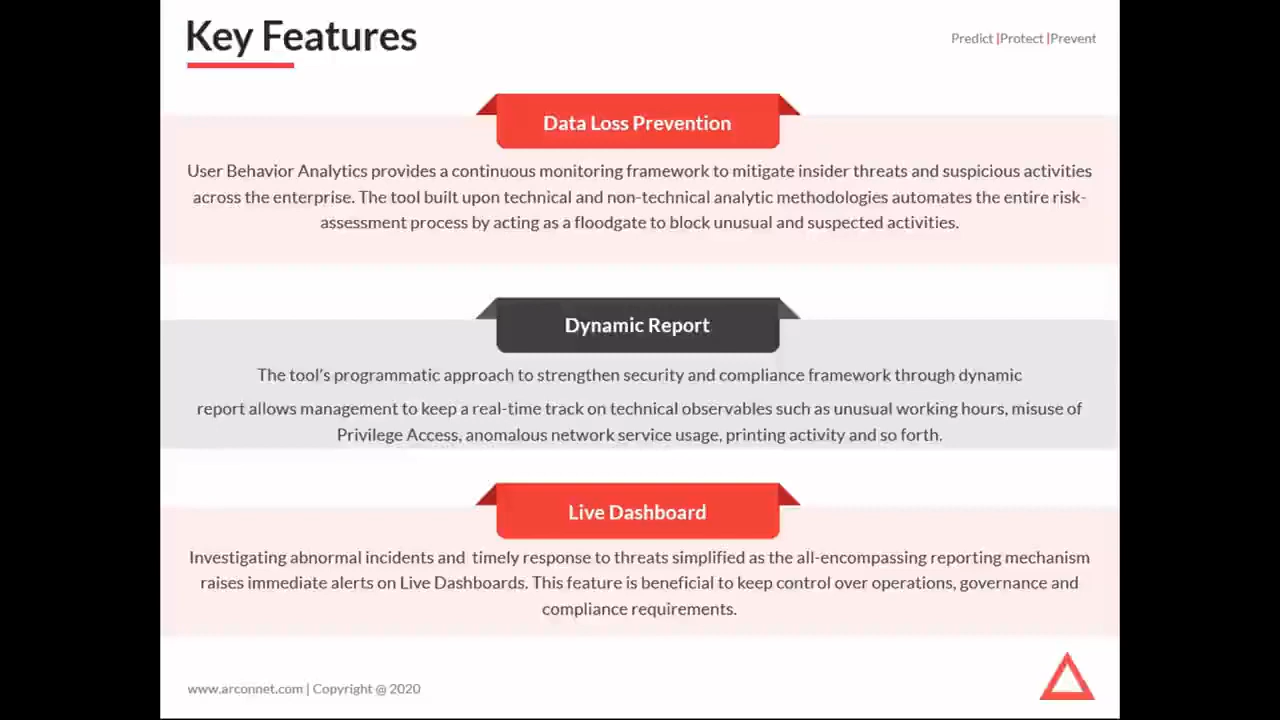 Key Features
Predict |Protect |Prevent
Data Loss Prevention
User Behavior Analytics provides a continuous monitoring framework to mitigate insider threats and suspicious activities
across the enterprise. The tool built upon technical and non-technical analytic methodologies automates the entire risk-
assessment process by acting as a floodgate to block unusual and suspected activities.
Dynamic Report
The tool's programmatic approach to strengthen security and compliance framework through dynamic
report allows management to keep a real-time track on technical observables such as unusual working hours, misuse of
Privilege Access, anomalous network service usage, printing activity and so forth.
Live Dashboard
Investigating abnormal incidents and timely response to threats simplified as the all-encompassing reporting mechanism
raises immediate alerts on Live Dashboards. This feature is beneficial to keep control over operations, governance and
compliance requirements.
www.arconnet.com | Copyright @ 2020